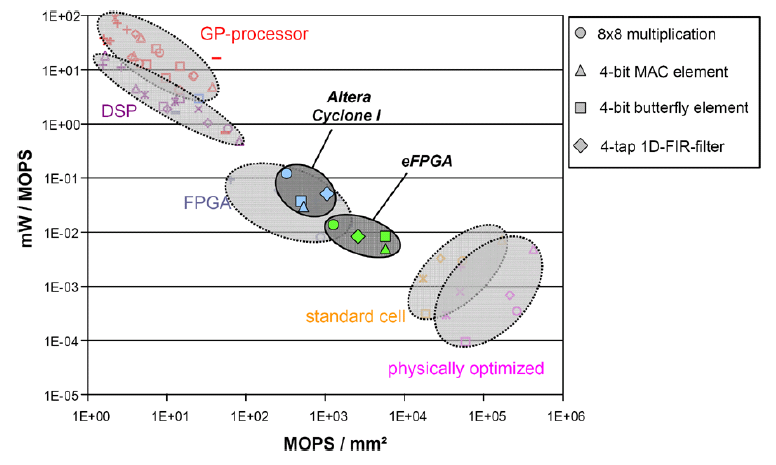 1E+02
1E+01
1E+00
1E-01
1E-02
1E-03
1E-04
1E-05
mW / MOPS
GP-processor
DSP
Altera
Cyclone I
eFPGA
FPGA
standard cell
physically optimized
1E+00 1E+01 1E+02 1E+03 1E+04 1E+05 1E+06
MOPS / mm²
8x8 multiplication
4-bit MAC element
4-bit butterfly element
4-tap 1D-FIR-filter